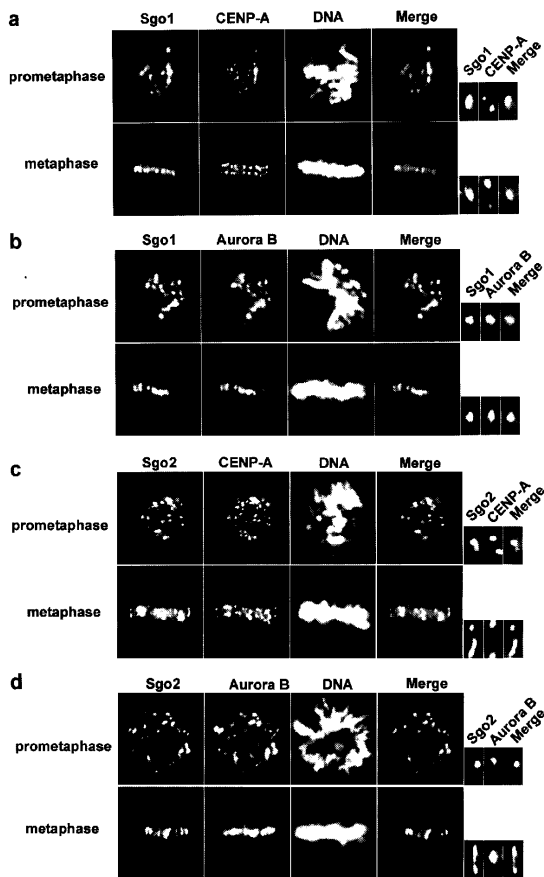 a
Sgo1 CENP-A DNA Merge
Sgo1 CENP-A Merge
prometaphase
metaphase
b
Sgo1 Aurora B DNA Merge
Sgo1 Aurora B Merge
prometaphase
metaphase
c
Sgo2 CENP-A DNA Merge
Sgo2 CENP-A Merge
prometaphase
metaphase
d
Sgo2 Aurora B DNA Merge
Sgo2 Aurora B Merge
prometaphase
metaphase